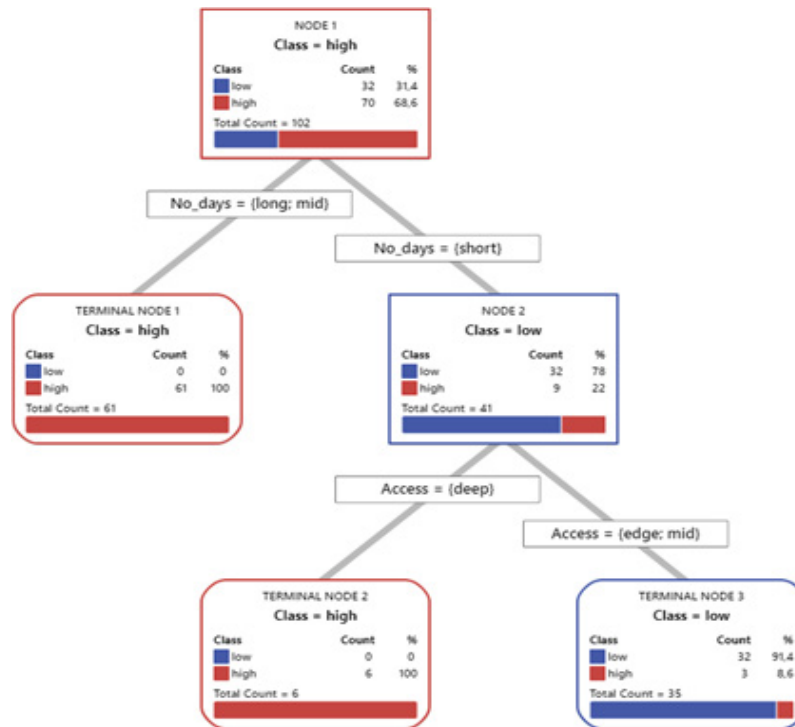 NODE 1
Class = high
Class Count %
low 32 31,4
high 70 68,6
Total Count = 102
No_days = {long; mid}
No_days = {short}
TERMINAL NODE 1
Class = high
Class Count %
low 0 0
high 61 100
Total Count = 61
NODE 2
Class = low
Class Count %
low 32 78
high 9 22
Total Count = 41
Access = {deep}
Access = {edge; mid}
TERMINAL NODE 2
Class = high
Class Count %
low 0 0
high 6 100
Total Count = 6
TERMINAL NODE 3
Class = low
Class Count %
low 32 91,4
high 3 8,6
Total Count = 35